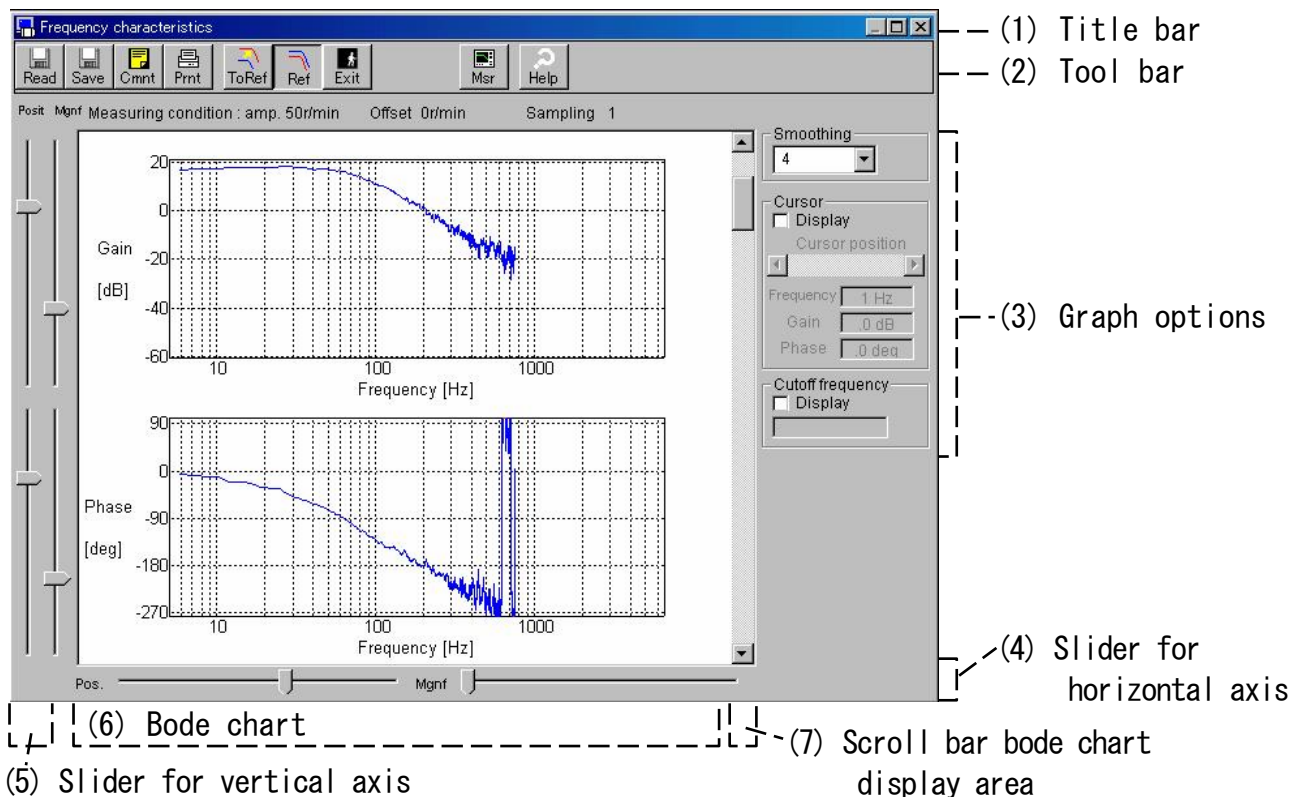 Frequency characteristics
(1) Title bar
Read Save Cmnt Prnt ToRef Ref Exit Msr Help
(2) Tool bar
Posit Mgnf Measuring condition : amp. 50r/min Offset 0r/min Sampling 1
Smoothing
4
Cursor
Display
Cursor position
Frequency 1 Hz
Gain .0 dB
Phase .0 deg
Cutoff frequency
Display
(3) Graph options
20
0
Gain
-20
[dB]
-40
-60
10 100 1000
Frequency [Hz]
90
0
Phase
-90
[deg]
-180
-270
10 100 1000
Frequency [Hz]
Pos. Mgnf
(4) Slider for
horizontal axis
(6) Bode chart
(7) Scroll bar bode chart
display area
(5) Slider for vertical axis